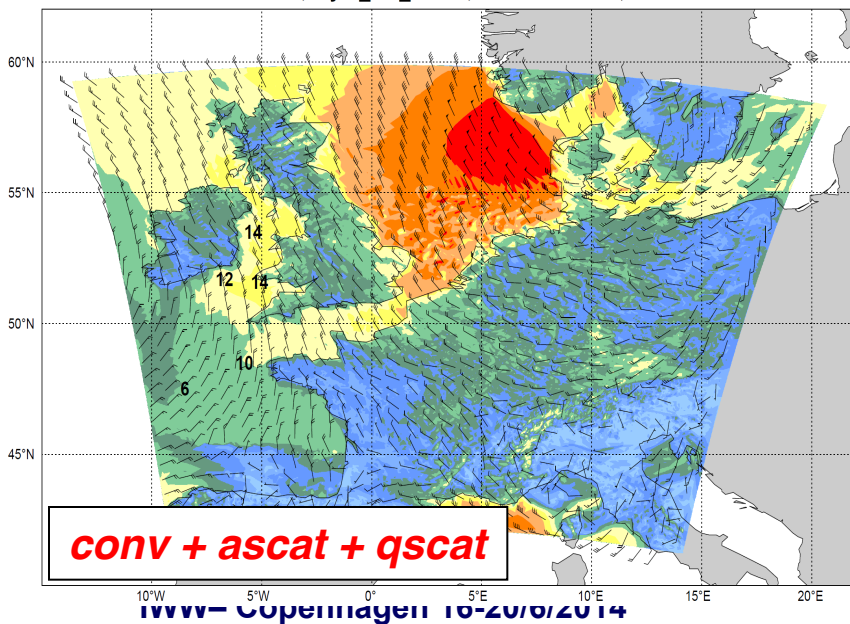 60°N
55°N
14
12 14
50°N
10
6
45°N
conv + ascat + qscat
10°W 5°W 0° 5°E 10°E 15°E 20°E
IWW– Copenhagen 16-20/6/2014